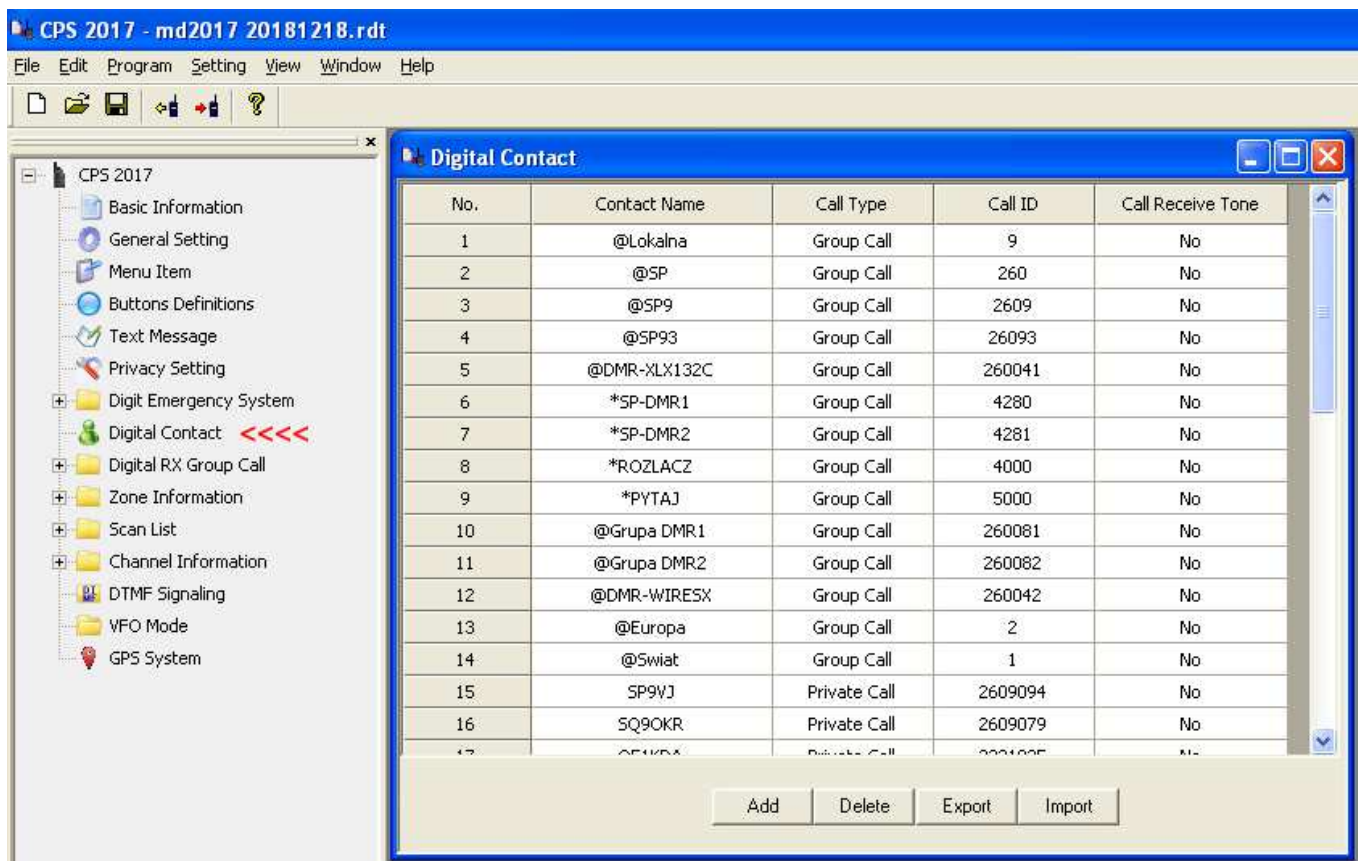 CPS 2017 - md2017 20181218.rdt
File Edit Program Setting View Window Help
CPS 2017
Basic Information
General Setting
Menu Item
Buttons Definitions
Text Message
Privacy Setting
Digit Emergency System
Digital Contact <<<<
Digital RX Group Call
Zone Information
Scan List
Channel Information
DTMF Signaling
VFO Mode
GPS System
Digital Contact
No. Contact Name Call Type Call ID Call Receive Tone
1 @Lokalna Group Call 9 No
2 @SP Group Call 260 No
3 @SP9 Group Call 2609 No
4 @SP93 Group Call 26093 No
5 @DMR-XLX132C Group Call 260041 No
6 *SP-DMR1 Group Call 4280 No
7 *SP-DMR2 Group Call 4281 No
8 *ROZLACZ Group Call 4000 No
9 *PYTAJ Group Call 5000 No
10 @Grupa DMR1 Group Call 260081 No
11 @Grupa DMR2 Group Call 260082 No
12 @DMR-WIRESX Group Call 260042 No
13 @Europa Group Call 2 No
14 @Swiat Group Call 1 No
15 SP9VJ Private Call 2609094 No
16 SQ9OKR Private Call 2609079 No
17 Private Call No
Add Delete Export Import